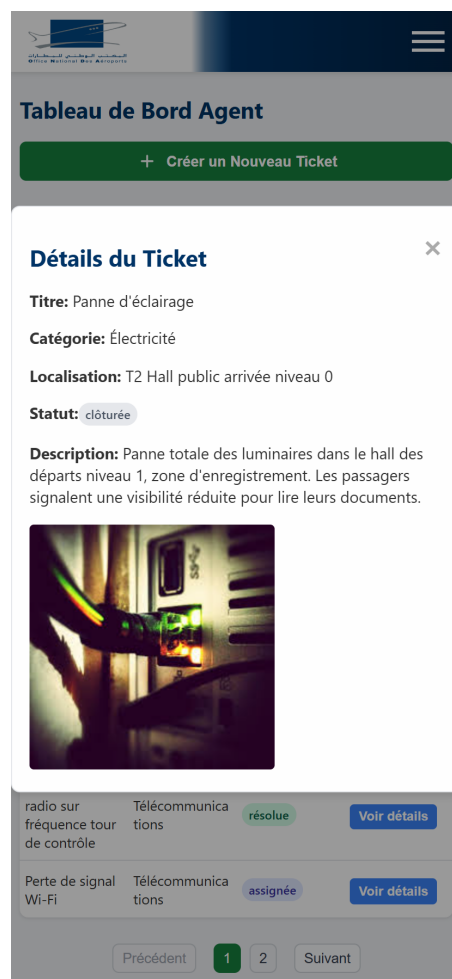 المكتب الوطني للمطارات
Office National Des Aéroports
Tableau de Bord Agent
+ Créer un Nouveau Ticket
×
Détails du Ticket
Titre: Panne d'éclairage
Catégorie: Électricité
Localisation: T2 Hall public arrivée niveau 0
Statut: clôturée
Description: Panne totale des luminaires dans le hall des
départs niveau 1, zone d'enregistrement. Les passagers
signalent une visibilité réduite pour lire leurs documents.
radio sur
fréquence tour
de contrôle
Télécommunica
tions
résolue
Voir détails
Perte de signal
Wi-Fi
Télécommunica
tions
assignée
Voir détails
Précédent
1
2
Suivant